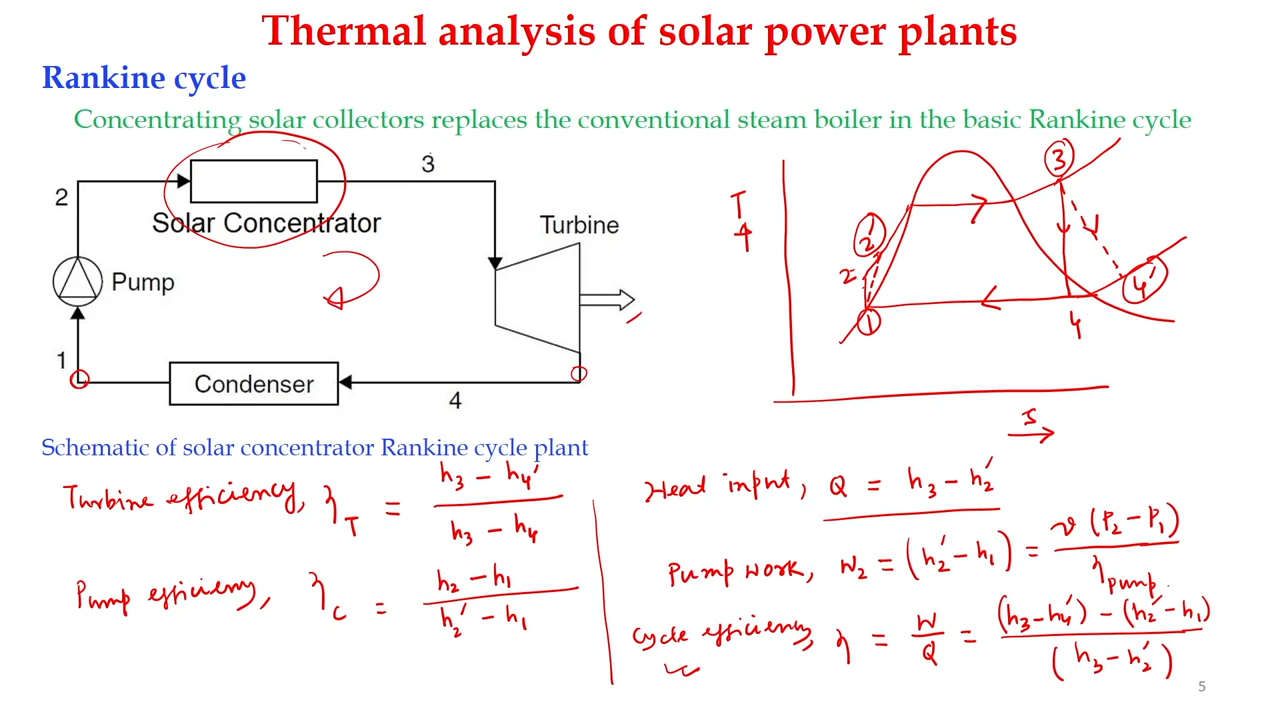 Thermal analysis of solar power plants
Rankine cycle
Concentrating solar collectors replaces the conventional steam boiler in the basic Rankine cycle
2
3
Solar Concentrator
Turbine
Pump
1
Condenser
4
T
S
1
2
2'
3
4
4'
Schematic of solar concentrator Rankine cycle plant
Turbine efficiency, η_T = (h₃ − h₄') / (h₃ − h₄)
Pump efficiency, η_C = (h₂ − h₁) / (h₂' − h₁)
Heat input, Q = h₃ − h₂'
Pump work, W₂ = (h₂' − h₁) = v (P₂ − P₁) / η_pump
Cycle efficiency, η = W / Q = ((h₃ − h₄') − (h₂' − h₁)) / (h₃ − h₂')
5